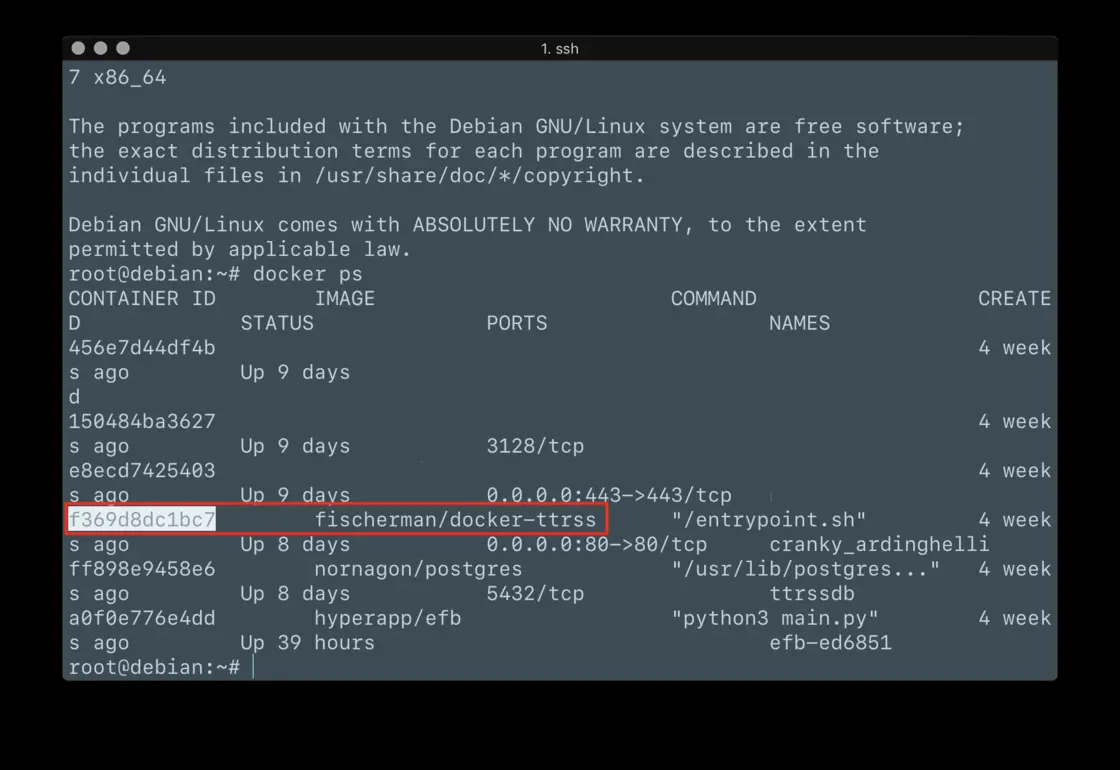 1. ssh
7 x86_64
The programs included with the Debian GNU/Linux system are free software;
the exact distribution terms for each program are described in the
individual files in /usr/share/doc/*/copyright.
Debian GNU/Linux comes with ABSOLUTELY NO WARRANTY, to the extent
permitted by applicable law.
root@debian:~# docker ps
CONTAINER ID        IMAGE                        COMMAND                  CREATE
D             STATUS              PORTS                  NAMES
456e7d44df4b                                                              4 week
s ago         Up 9 days
d
150484ba3627                                                              4 week
s ago         Up 9 days           3128/tcp
e8ecd7425403                                                              4 week
s ago         Up 9 days           0.0.0.0:443->443/tcp
f369d8dc1bc7        fischerman/docker-ttrss      "/entrypoint.sh"         4 week
s ago         Up 8 days           0.0.0.0:80->80/tcp     cranky_ardinghelli
ff898e9458e6        nornagon/postgres            "/usr/lib/postgres..."   4 week
s ago         Up 8 days           5432/tcp               ttrssdb
a0f0e776e4dd        hyperapp/efb                 "python3 main.py"        4 week
s ago         Up 39 hours                                efb-ed6851
root@debian:~#